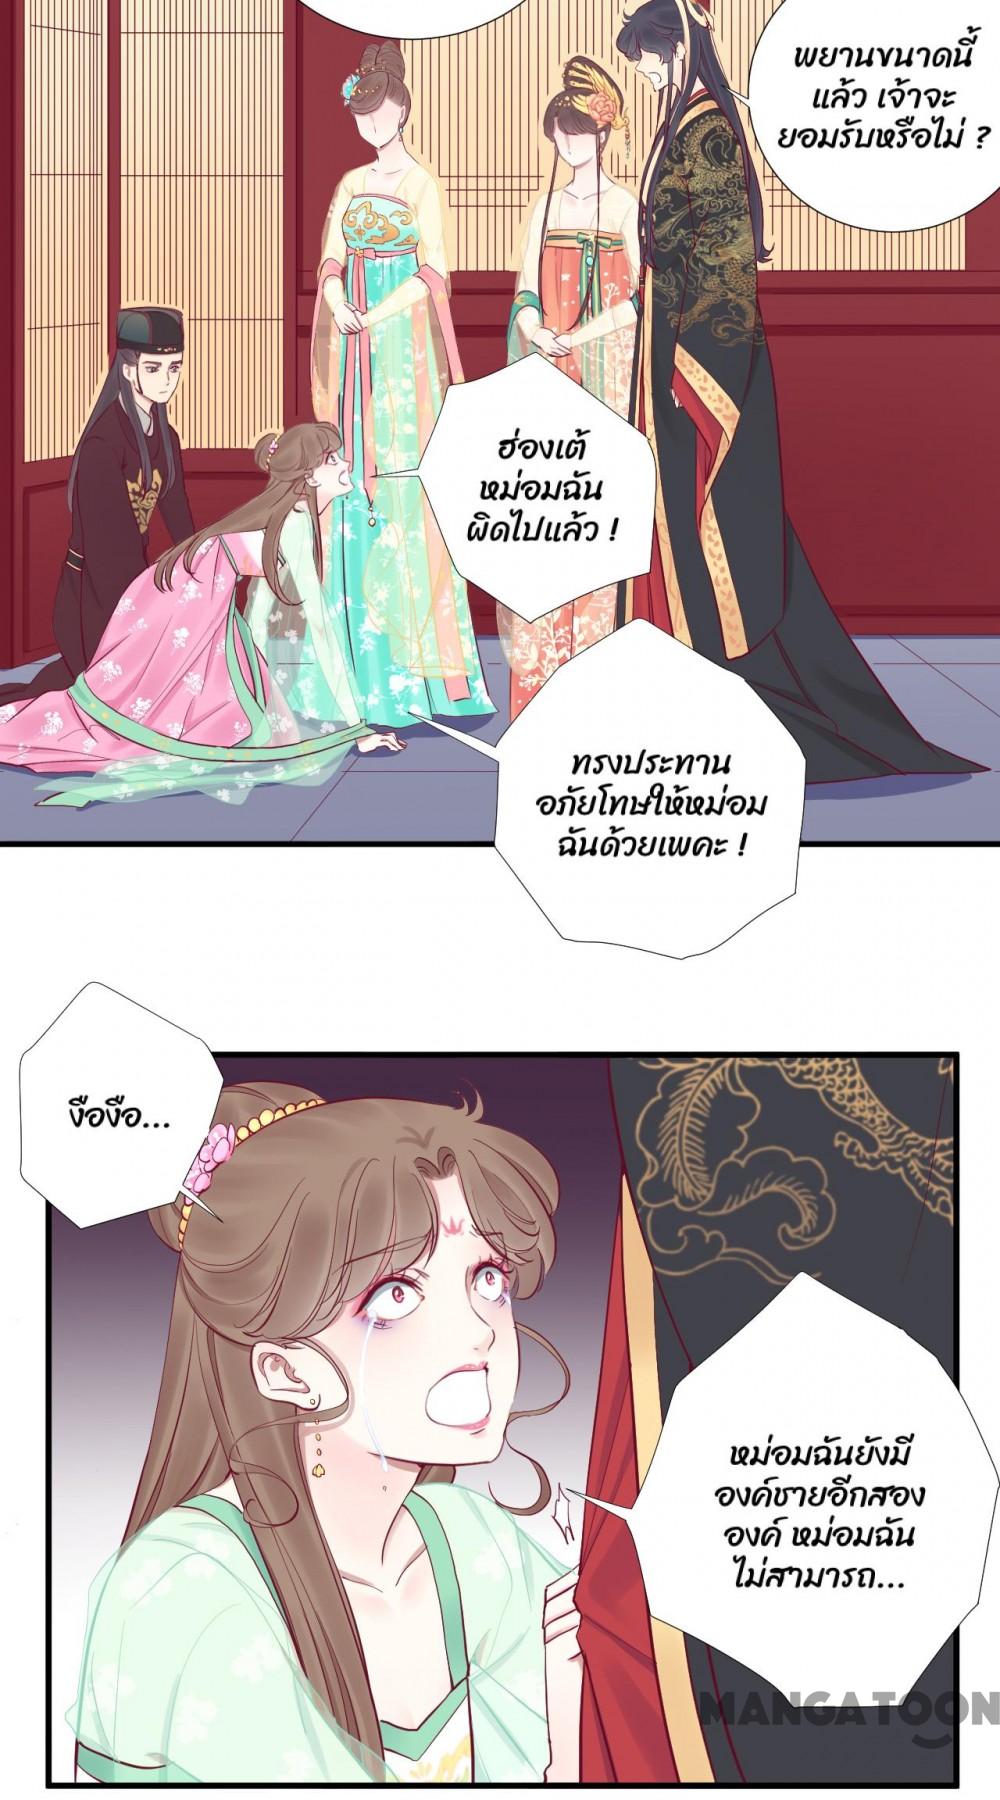 พยานขนาดนี้
แล้ว เจ้าจะ
ยอมรับหรือไม่ ?
ฮ่องเต้
หม่อมฉัน
ผิดไปแล้ว !
ทรงประทาน
อภัยโทษให้หม่อม
ฉันด้วยเพคะ !
งืองือ...
หม่อมฉันยังมี
องค์ชายอีกสอง
องค์ หม่อมฉัน
ไม่สามารถ...
MANGATOON